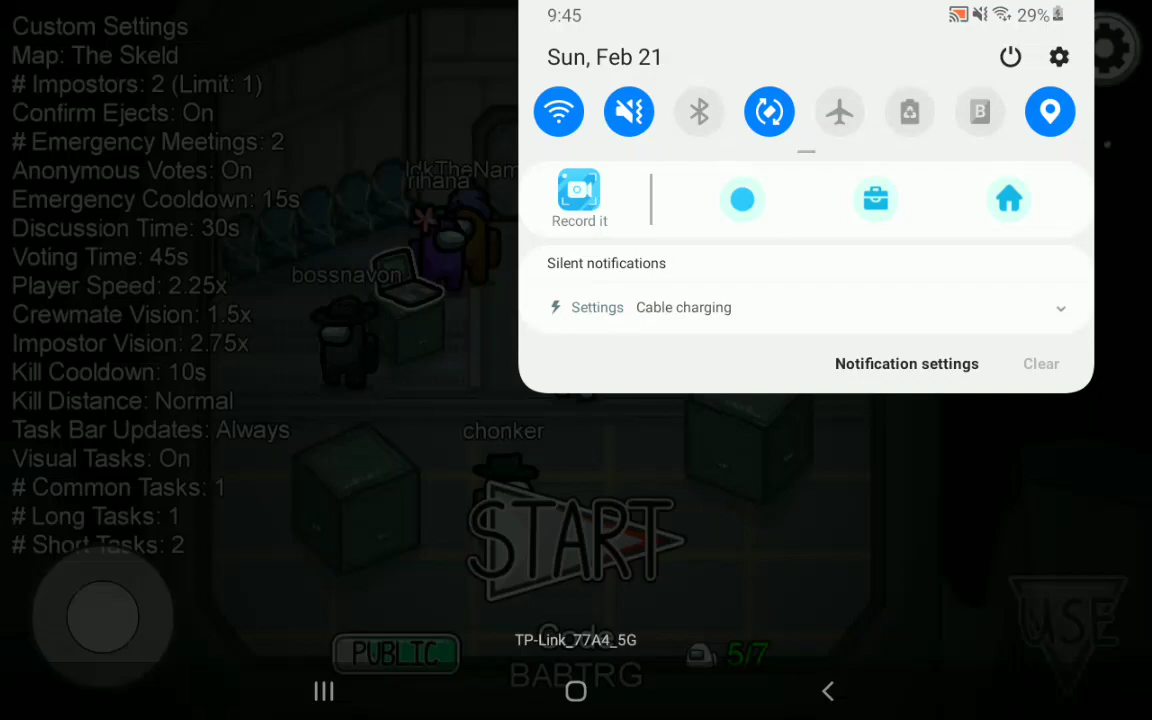 Custom Settings
Map: The Skeld
# Impostors: 2 (Limit: 1)
Confirm Ejects: On
# Emergency Meetings: 2
Anonymous Votes: On
Emergency Cooldown: 15s
Discussion Time: 30s
Voting Time: 45s
Player Speed: 2.25x
Crewmate Vision: 1.5x
Impostor Vision: 2.75x
Kill Cooldown: 10s
Kill Distance: Normal
Task Bar Updates: Always
Visual Tasks: On
# Common Tasks: 1
# Long Tasks: 1
# Short Tasks: 2
IdkTheNam
rihana
bossnavon
chonker
START
USE
PUBLIC
Code
BABTRG
5/7
TP-Link_77A4_5G
9:45
29%
Sun, Feb 21
B
Record it
Silent notifications
Settings Cable charging
Notification settings
Clear